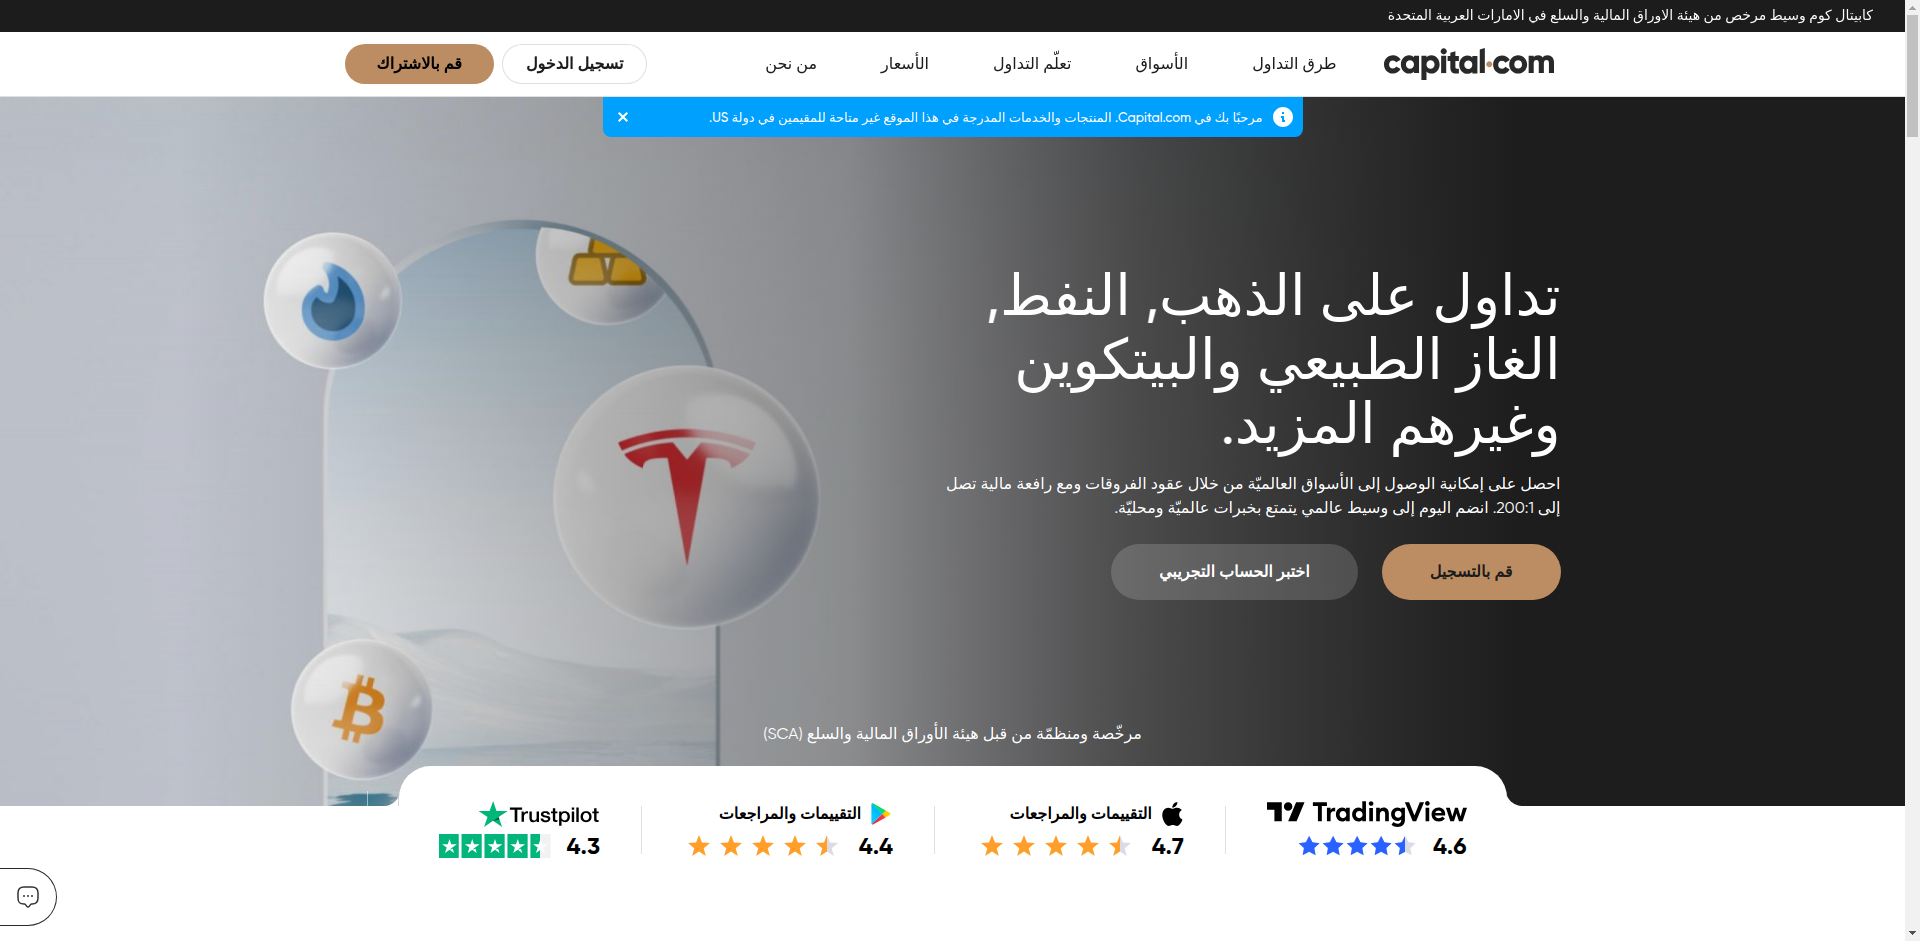 كابيتال كوم وسيط مرخص من هيئة الاوراق المالية والسلع في الامارات العربية المتحدة
capital.com
طرق التداول
الأسواق
تعلّم التداول
الأسعار
من نحن
تسجيل الدخول
قم بالاشتراك
مرحبًا بك في Capital.com. المنتجات والخدمات المدرجة في هذا الموقع غير متاحة للمقيمين في دولة US.
تداول على الذهب, النفط,
الغاز الطبيعي والبيتكوين
وغيرهم المزيد.
احصل على إمكانية الوصول إلى الأسواق العالميّة من خلال عقود الفروقات ومع رافعة مالية تصل
إلى 200:1. انضم اليوم إلى وسيط عالمي يتمتع بخبرات عالميّة ومحليّة.
قم بالتسجيل
اختبر الحساب التجريبي
مرخّصة ومنظمّة من قبل هيئة الأوراق المالية والسلع (SCA)
TradingView
4.6
التقييمات والمراجعات
4.7
التقييمات والمراجعات
4.4
Trustpilot
4.3